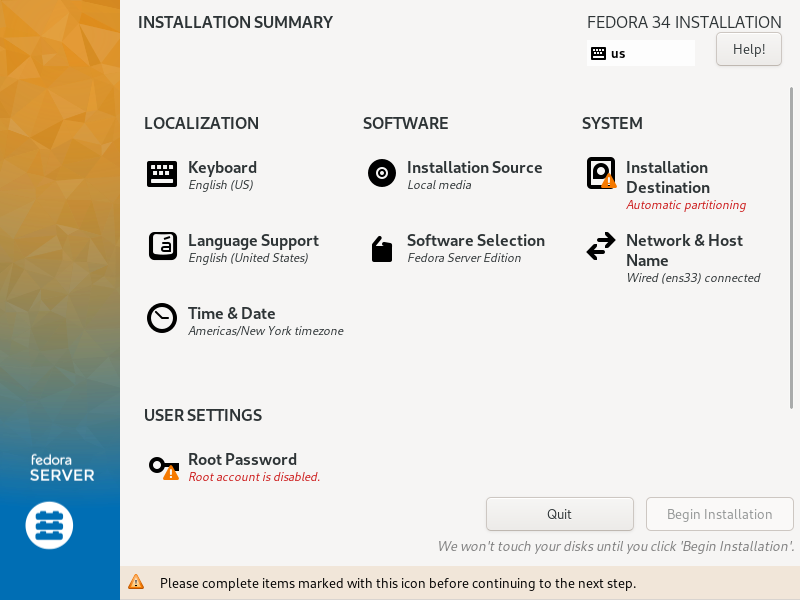 INSTALLATION SUMMARY
FEDORA 34 INSTALLATION
us
Help!
LOCALIZATION
Keyboard
English (US)
Language Support
English (United States)
Time & Date
Americas/New York timezone
SOFTWARE
Installation Source
Local media
Software Selection
Fedora Server Edition
SYSTEM
Installation
Destination
Automatic partitioning
Network & Host
Name
Wired (ens33) connected
USER SETTINGS
Root Password
Root account is disabled.
fedora
SERVER
Quit
Begin Installation
We won't touch your disks until you click 'Begin Installation'.
Please complete items marked with this icon before continuing to the next step.